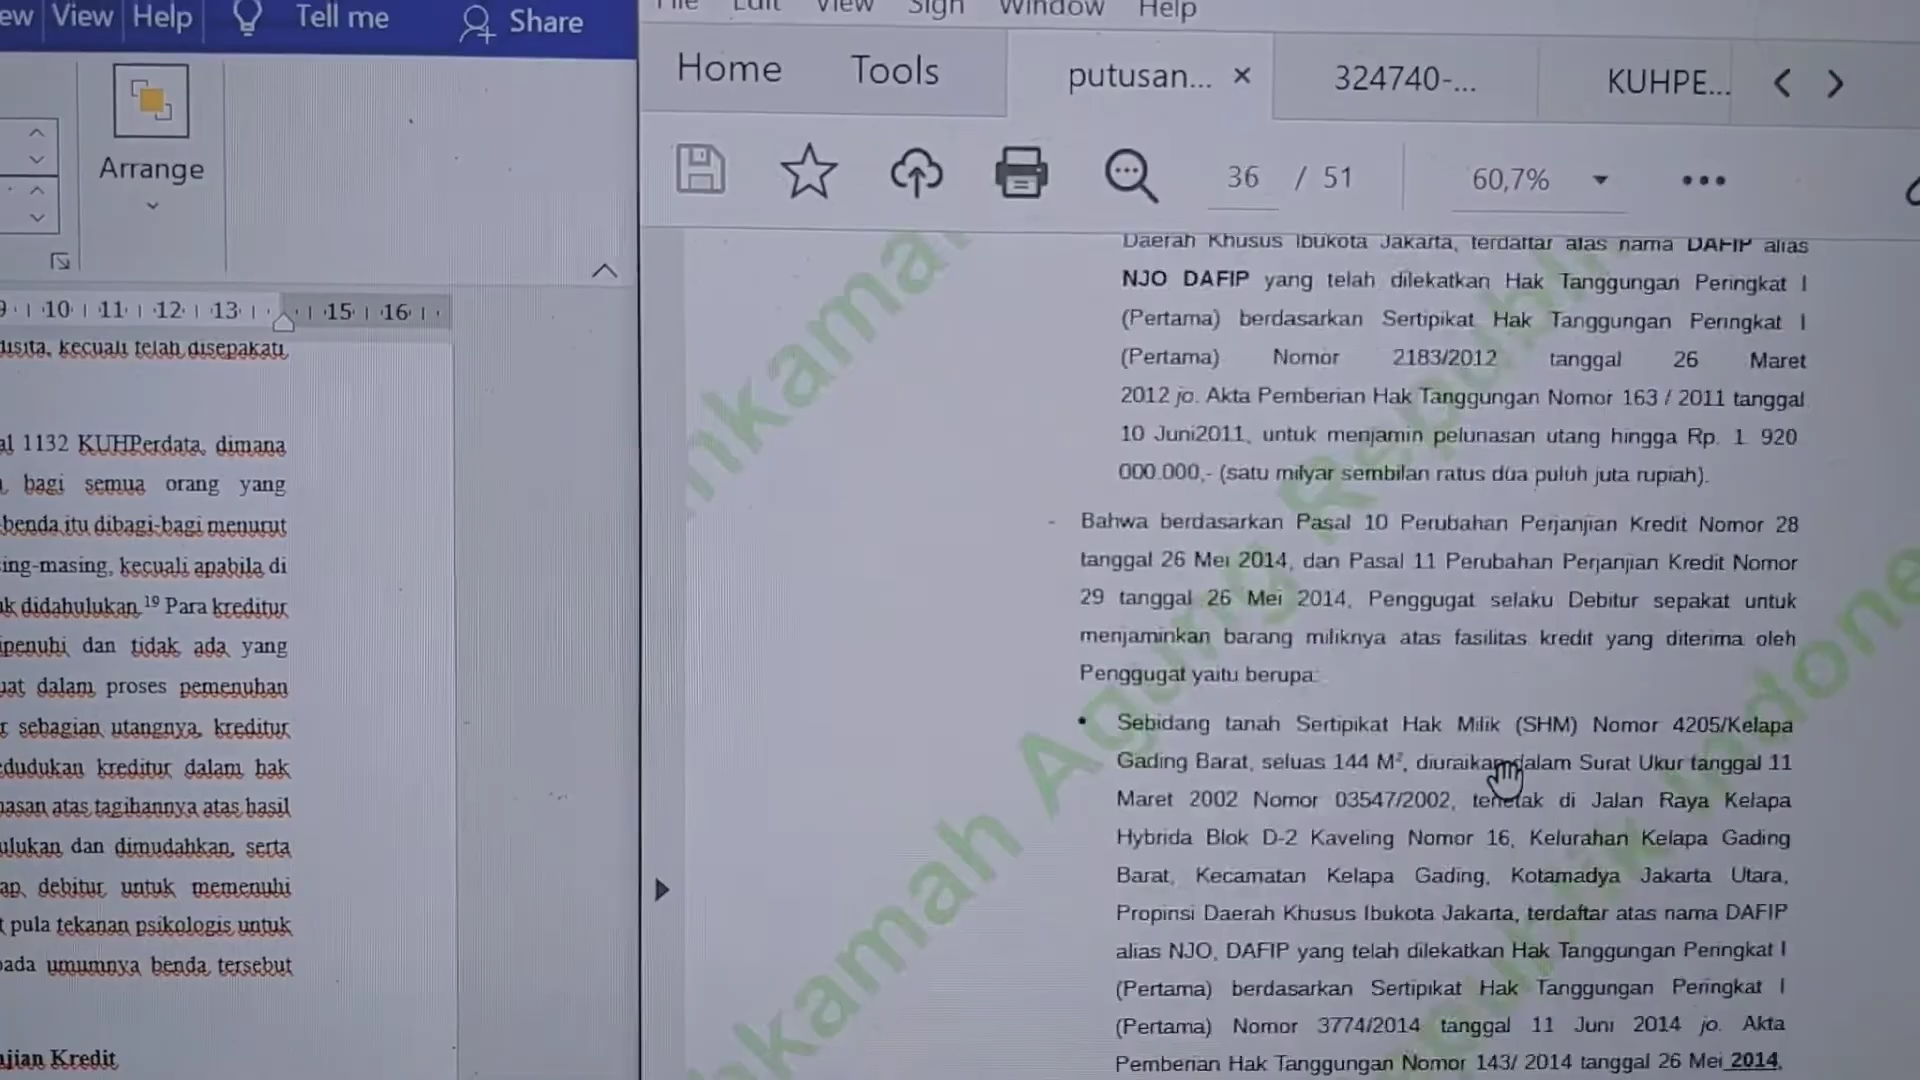 View Help Tell me Share
Arrange
10 11 12 13 15 16
kecuali telah disepakati
1132 KUHPerdata, dimana
bagi semua orang yang
benda itu dibagi-bagi menurut
ing-masing, kecuali apabila di
k didahulukan.19 Para kreditur
ipenuhi dan tidak ada yang
uat dalam proses pemenuhan
r sebagian utangnya, kreditur
edudukan kreditur dalam hak
nasan atas tagihannya atas hasil
ulukan dan dimudahkan, serta
ap debitur untuk memenuhi
t pula tekanan psikologis untuk
pada umumnya benda tersebut
njian Kredit
File Edit View Sign Window Help
Home Tools putusan... × 324740-... KUHPE...
36 / 51 60,7%
Daerah Khusus Ibukota Jakarta, terdaftar atas nama DAFIP alias
NJO DAFIP yang telah dilekatkan Hak Tanggungan Peringkat I
(Pertama) berdasarkan Sertipikat Hak Tanggungan Peringkat I
(Pertama) Nomor 2183/2012 tanggal 26 Maret
2012 jo. Akta Pemberian Hak Tanggungan Nomor 163 / 2011 tanggal
10 Juni2011, untuk menjamin pelunasan utang hingga Rp. 1. 920
000.000,- (satu milyar sembilan ratus dua puluh juta rupiah).
- Bahwa berdasarkan Pasal 10 Perubahan Perjanjian Kredit Nomor 28
tanggal 26 Mei 2014, dan Pasal 11 Perubahan Perjanjian Kredit Nomor
29 tanggal 26 Mei 2014, Penggugat selaku Debitur sepakat untuk
menjaminkan barang miliknya atas fasilitas kredit yang diterima oleh
Penggugat yaitu berupa:
• Sebidang tanah Sertipikat Hak Milik (SHM) Nomor 4205/Kelapa
Gading Barat, seluas 144 M², diuraikan dalam Surat Ukur tanggal 11
Maret 2002 Nomor 03547/2002, terletak di Jalan Raya Kelapa
Hybrida Blok D-2 Kaveling Nomor 16, Kelurahan Kelapa Gading
Barat, Kecamatan Kelapa Gading, Kotamadya Jakarta Utara,
Propinsi Daerah Khusus Ibukota Jakarta, terdaftar atas nama DAFIP
alias NJO, DAFIP yang telah dilekatkan Hak Tanggungan Peringkat I
(Pertama) berdasarkan Sertipikat Hak Tanggungan Peringkat I
(Pertama) Nomor 3774/2014 tanggal 11 Juni 2014 jo. Akta
Pemberian Hak Tanggungan Nomor 143/ 2014 tanggal 26 Mei 2014,
hkamah Agung Republik